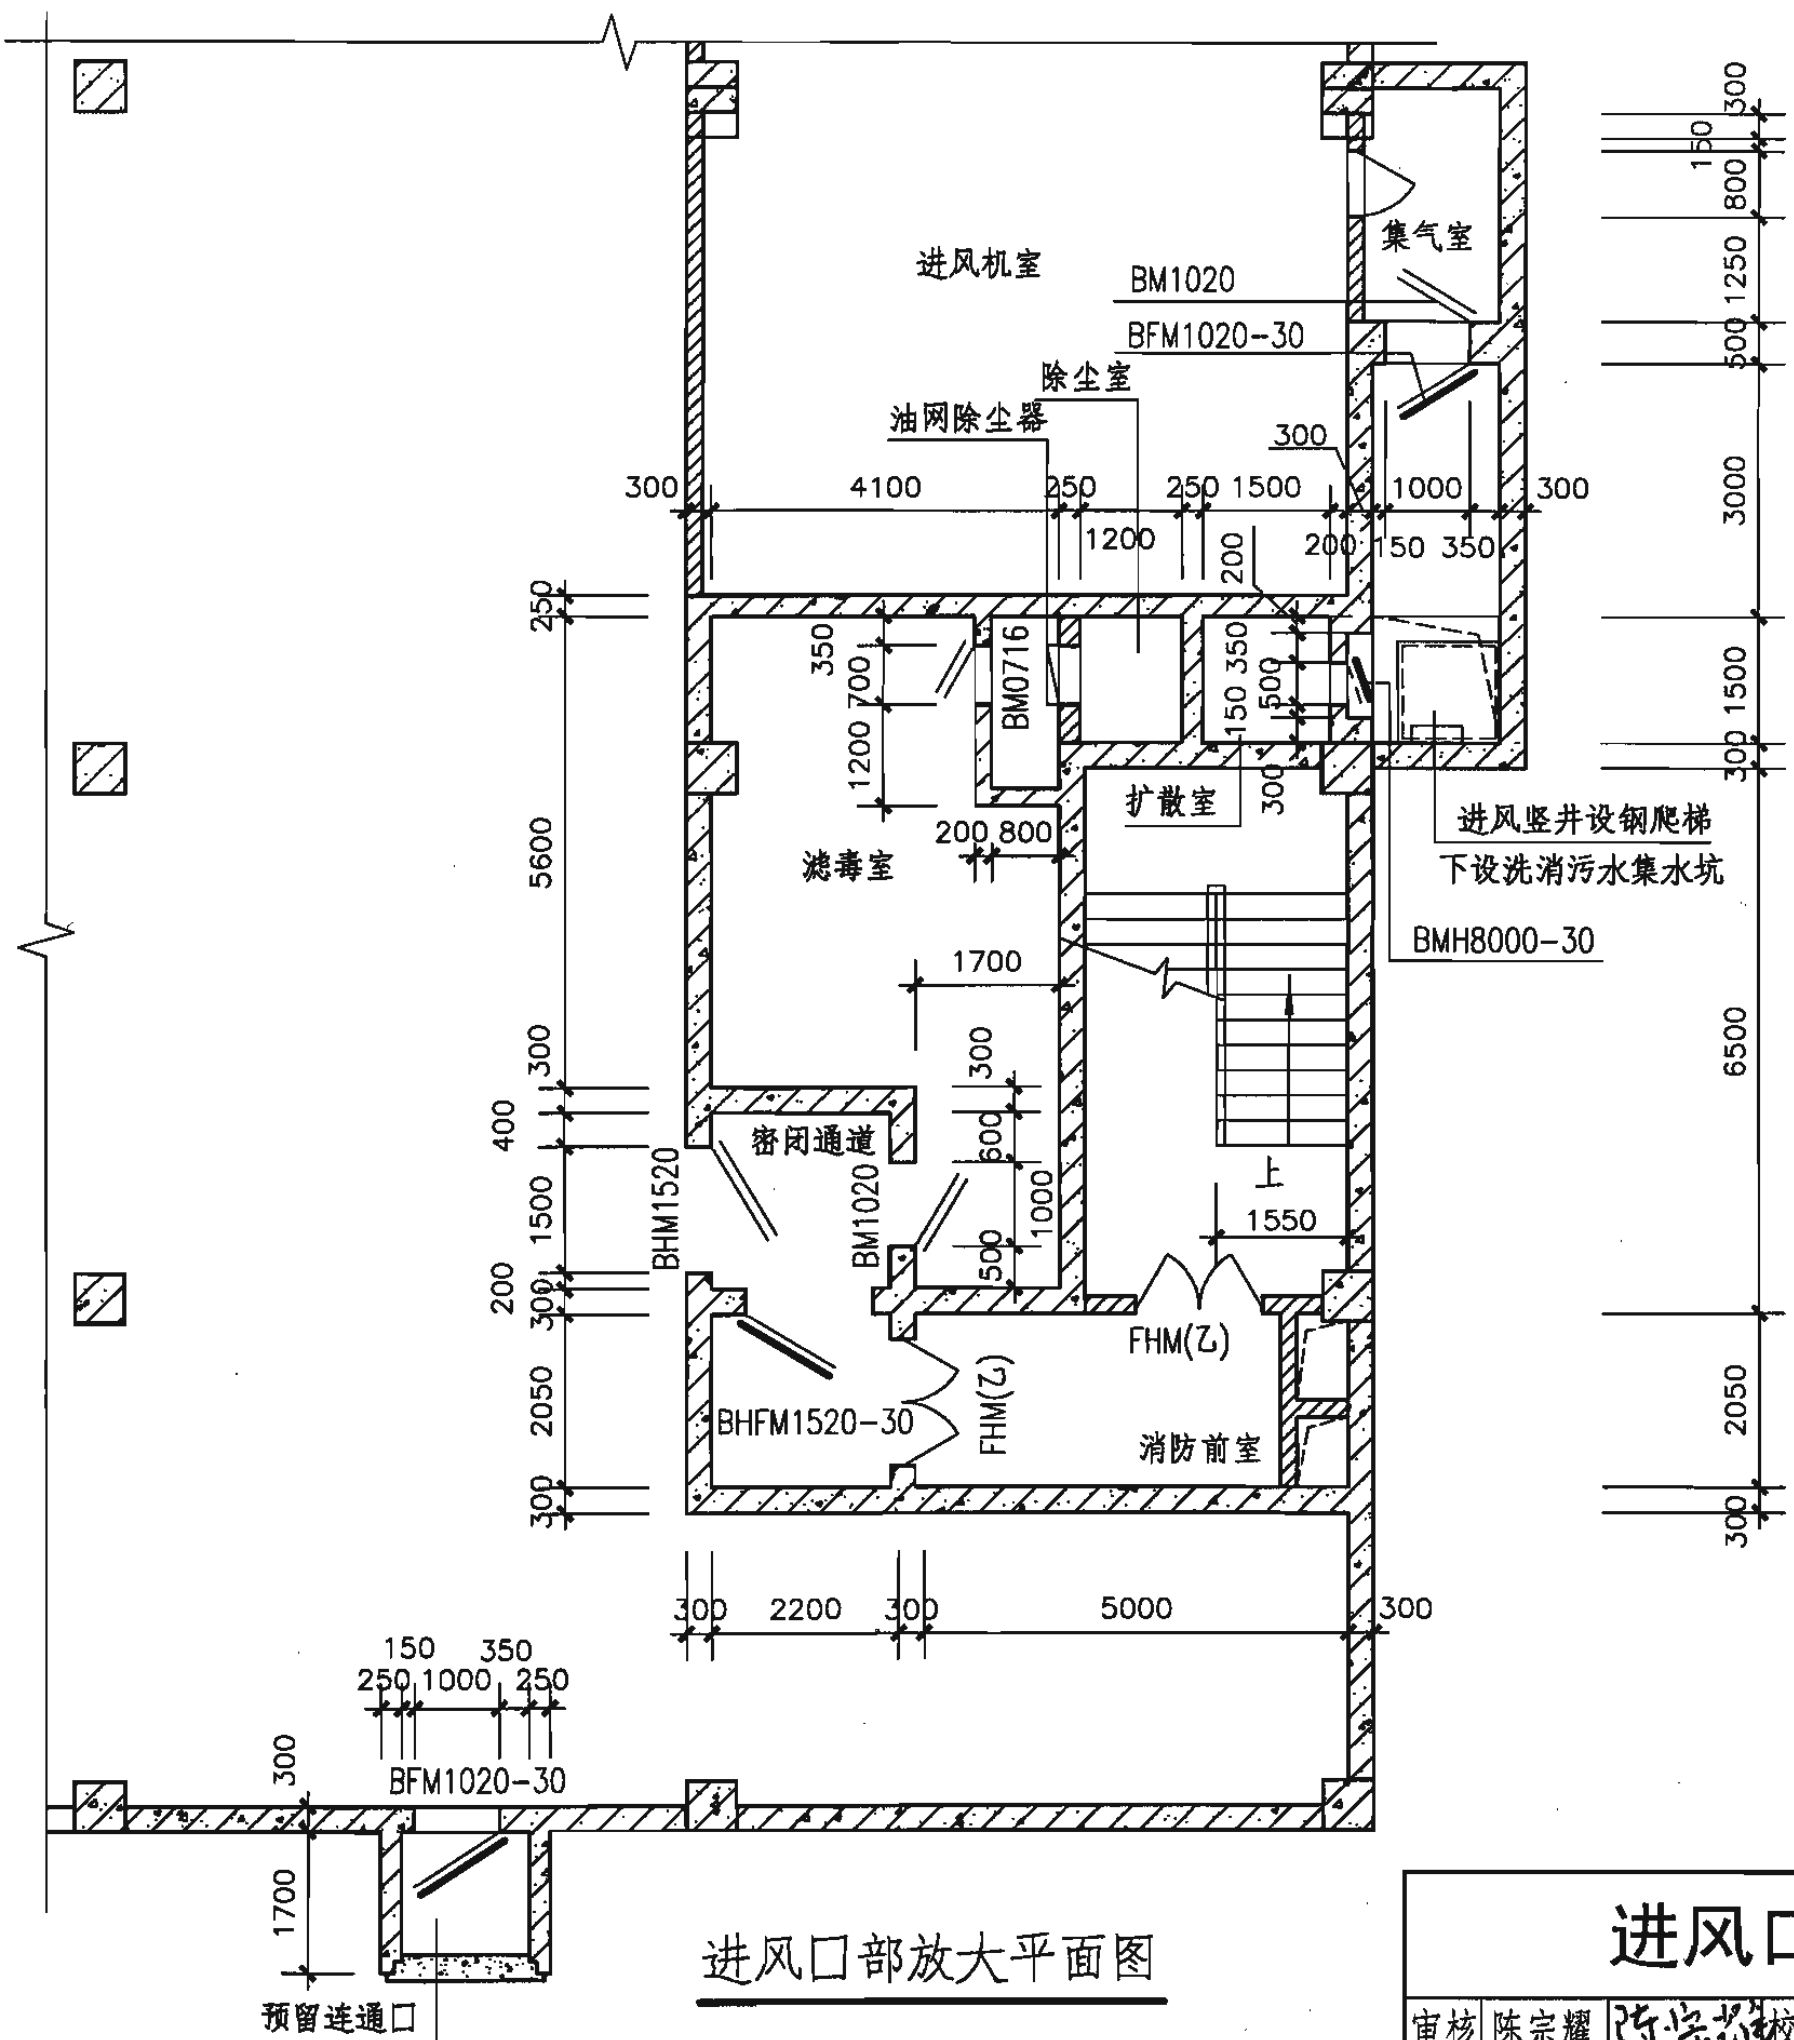 300
150
800
集气室
进风机室
1250
BM1020
BFM1020-30
500
除尘室
油网除尘器
300
300 4100 250 250 1500 1000 300
3000
1200 200 150 350
200
250
350 BM0716 350
700 150 500 1500
1200 300 300
扩散室
进风竖井设钢爬梯
下设洗消污水集水坑
200 800
滤毒室
5600
BMH8000-30
1700
6500
300 300
400 600
密闭通道
BHM1520 BM1020
1500 1000
上
1550
500
200
300
FHM(乙)
FHM(乙)
2050 2050
BHFM1520-30
消防前室
300 300
300 2200 300 5000 300
150 350
250 1000 250
300
BFM1020-30
1700
进风口部放大平面图
预留连通口
进风口
审核 陈宗耀 校